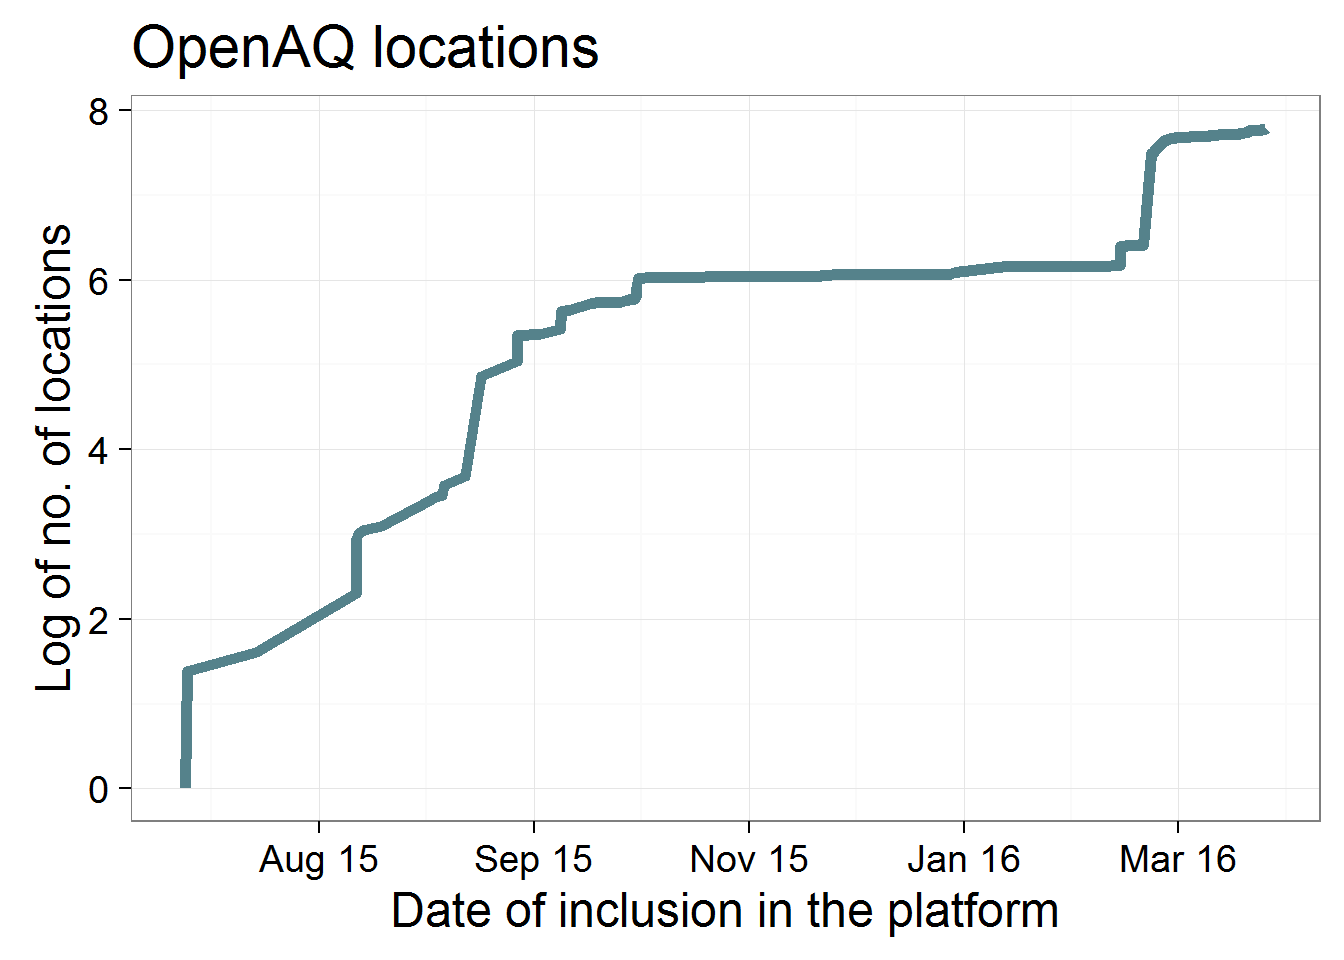 OpenAQ locations
Log of no. of locations
8
6
4
2
0
Aug 15 Sep 15 Nov 15 Jan 16 Mar 16
Date of inclusion in the platform